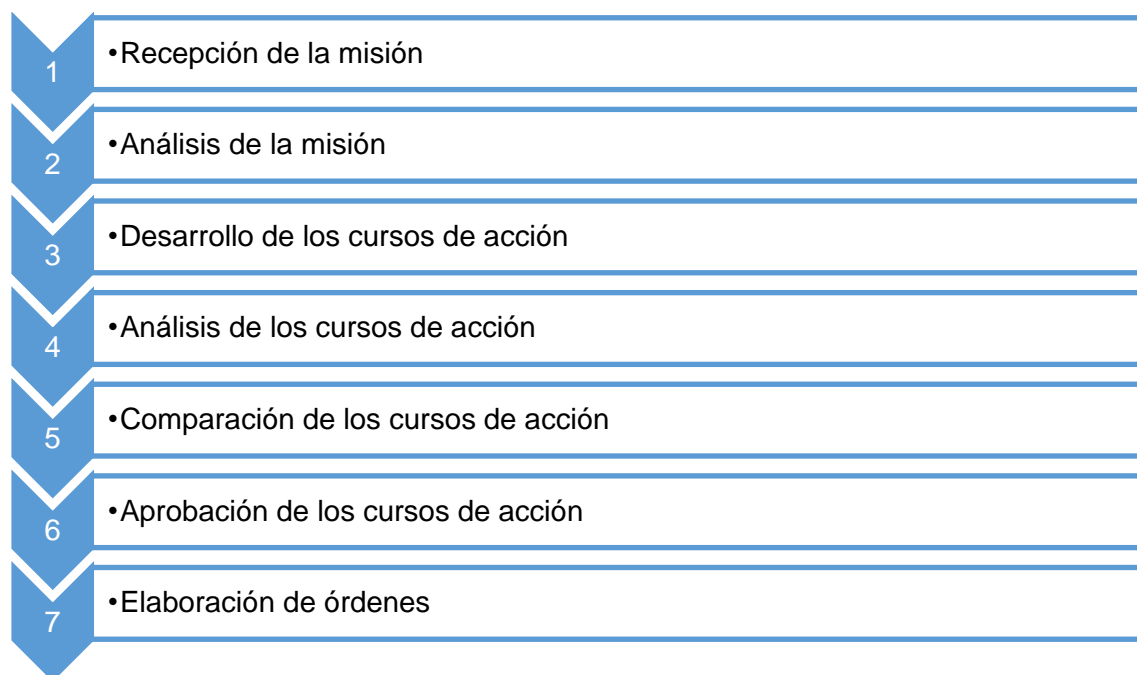 1 •Recepción de la misión
2 •Análisis de la misión
3 •Desarrollo de los cursos de acción
4 •Análisis de los cursos de acción
5 •Comparación de los cursos de acción
6 •Aprobación de los cursos de acción
7 •Elaboración de órdenes